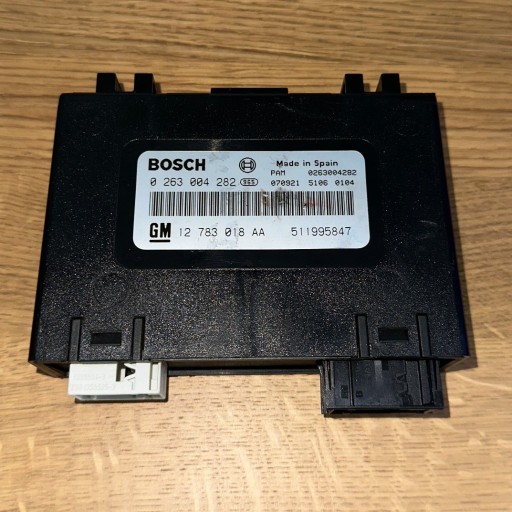 BOSCH Made in Spain
0 263 004 282 965 PAM 0263004282
070921 5106 0104
GM 12 783 018 AA 511995847